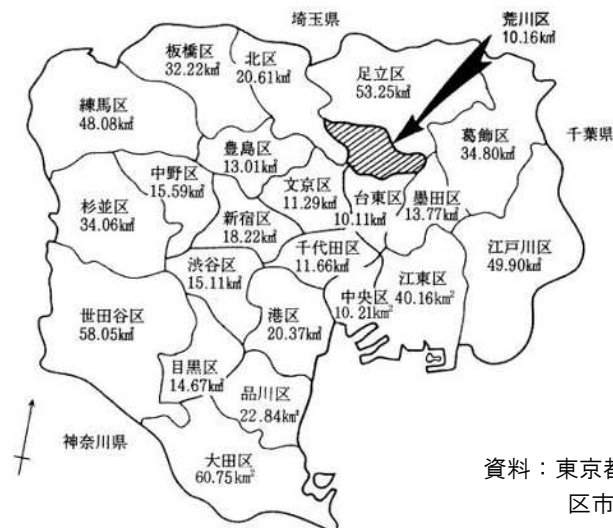 埼玉県
荒川区
10.16k㎡
板橋区
32.22k㎡
北区
20.61k㎡
足立区
53.25k㎡
練馬区
48.08k㎡
葛飾区
34.80k㎡
千葉県
豊島区
13.01k㎡
中野区
15.59k㎡
文京区
11.29k㎡
台東区
10.11k㎡
墨田区
13.77k㎡
杉並区
34.06k㎡
新宿区
18.22k㎡
千代田区
11.66k㎡
江戸川区
49.90k㎡
渋谷区
15.11k㎡
江東区
40.16km²
中央区
10.21km²
世田谷区
58.05k㎡
港区
20.37k㎡
目黒区
14.67k㎡
品川区
22.84km²
神奈川県
大田区
60.75km²
資料：東京都
区市